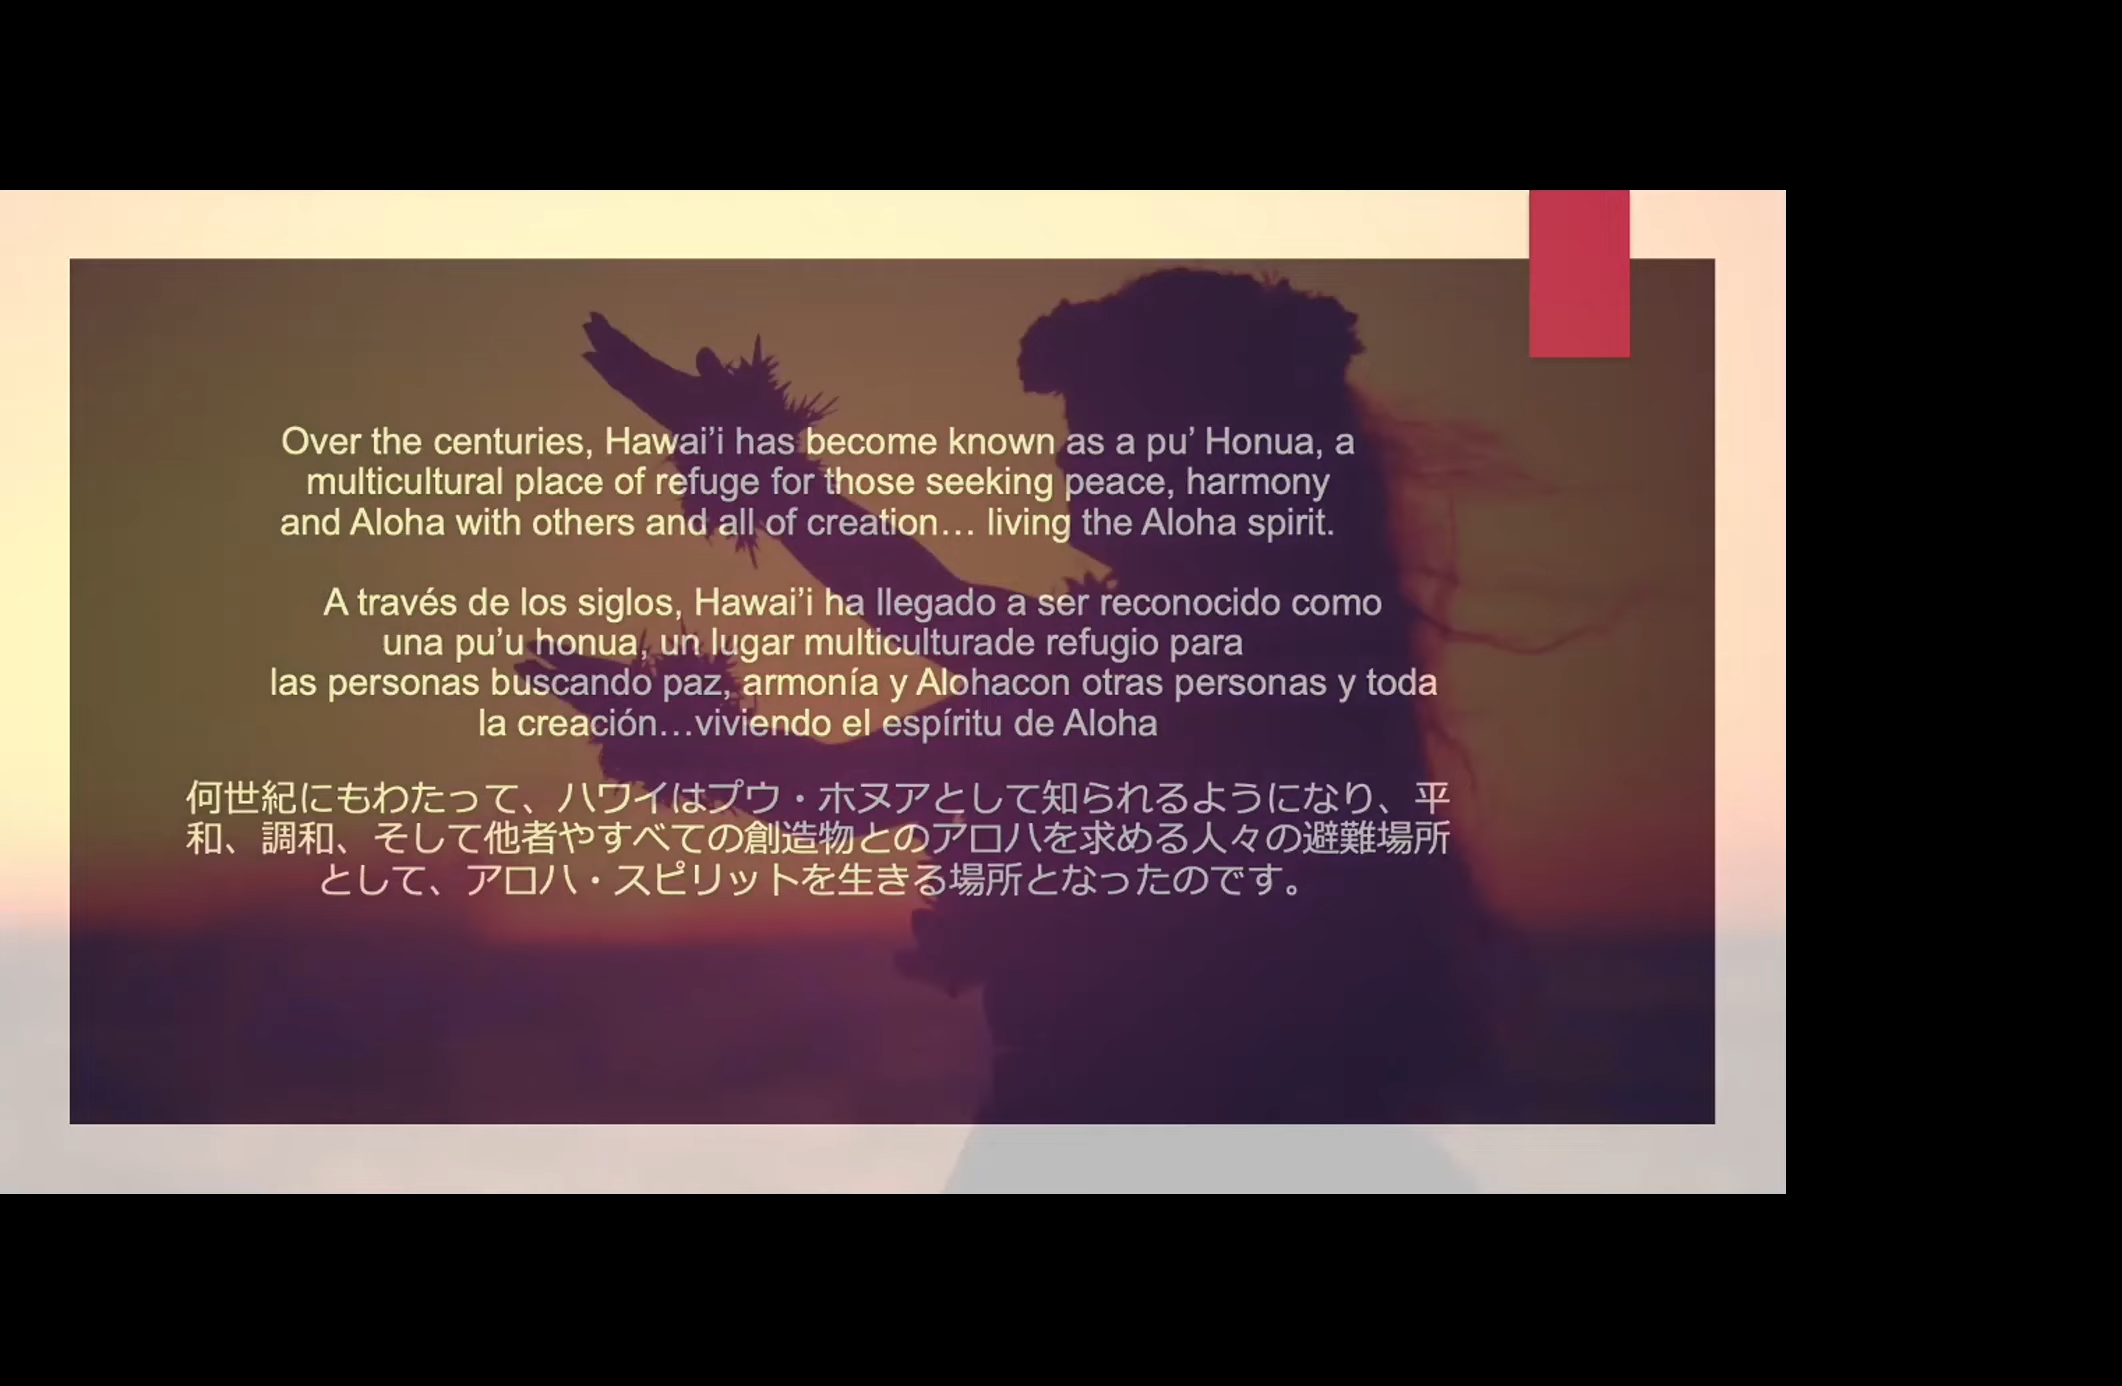 Over the centuries, Hawai’i has become known as a pu’ Honua, a
multicultural place of refuge for those seeking peace, harmony
and Aloha with others and all of creation… living the Aloha spirit.
A través de los siglos, Hawai’i ha llegado a ser reconocido como
una pu’u honua, un lugar multiculturade refugio para
las personas buscando paz, armonía y Alohacon otras personas y toda
la creación…viviendo el espíritu de Aloha
何世紀にもわたって、ハワイはプウ・ホヌアとして知られるようになり、平
和、調和、そして他者やすべての創造物とのアロハを求める人々の避難場所
として、アロハ・スピリットを生きる場所となったのです。